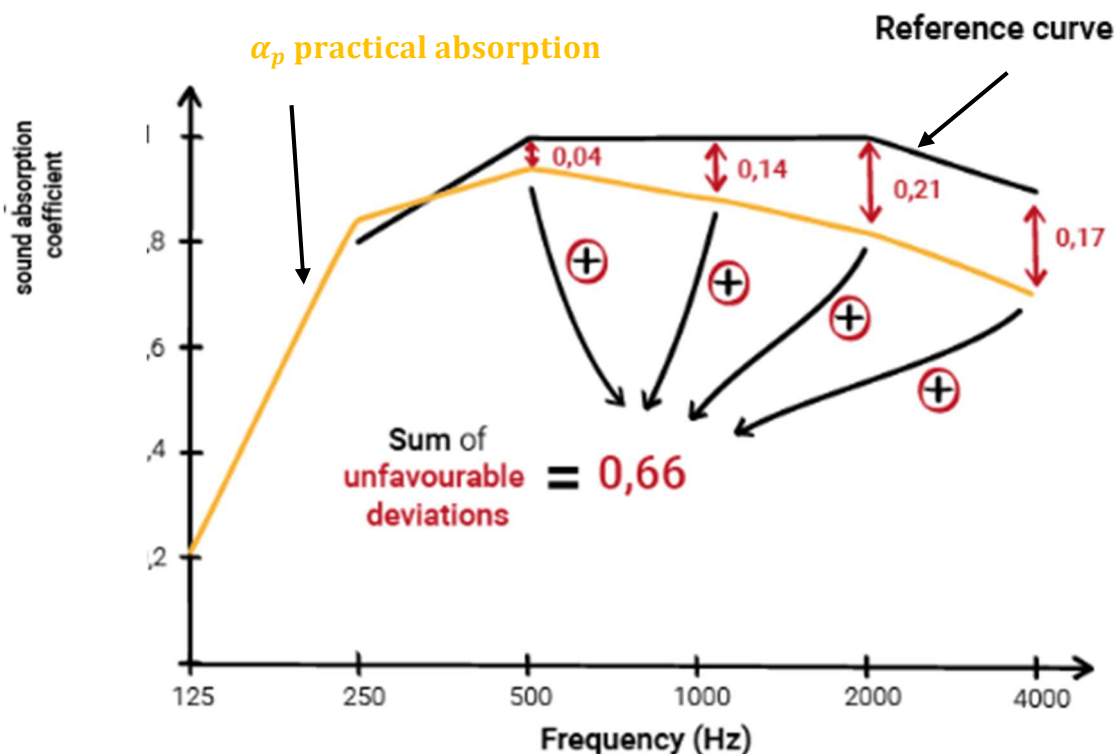 Reference curve
αₚ practical absorption
sound absorption
coefficient
1
0,04
0,14
0,21
0,17
,8
,6
,4
,2
+
+
+
+
Sum of
unfavourable
deviations
= 0,66
125
250
500
1000
2000
4000
Frequency (Hz)